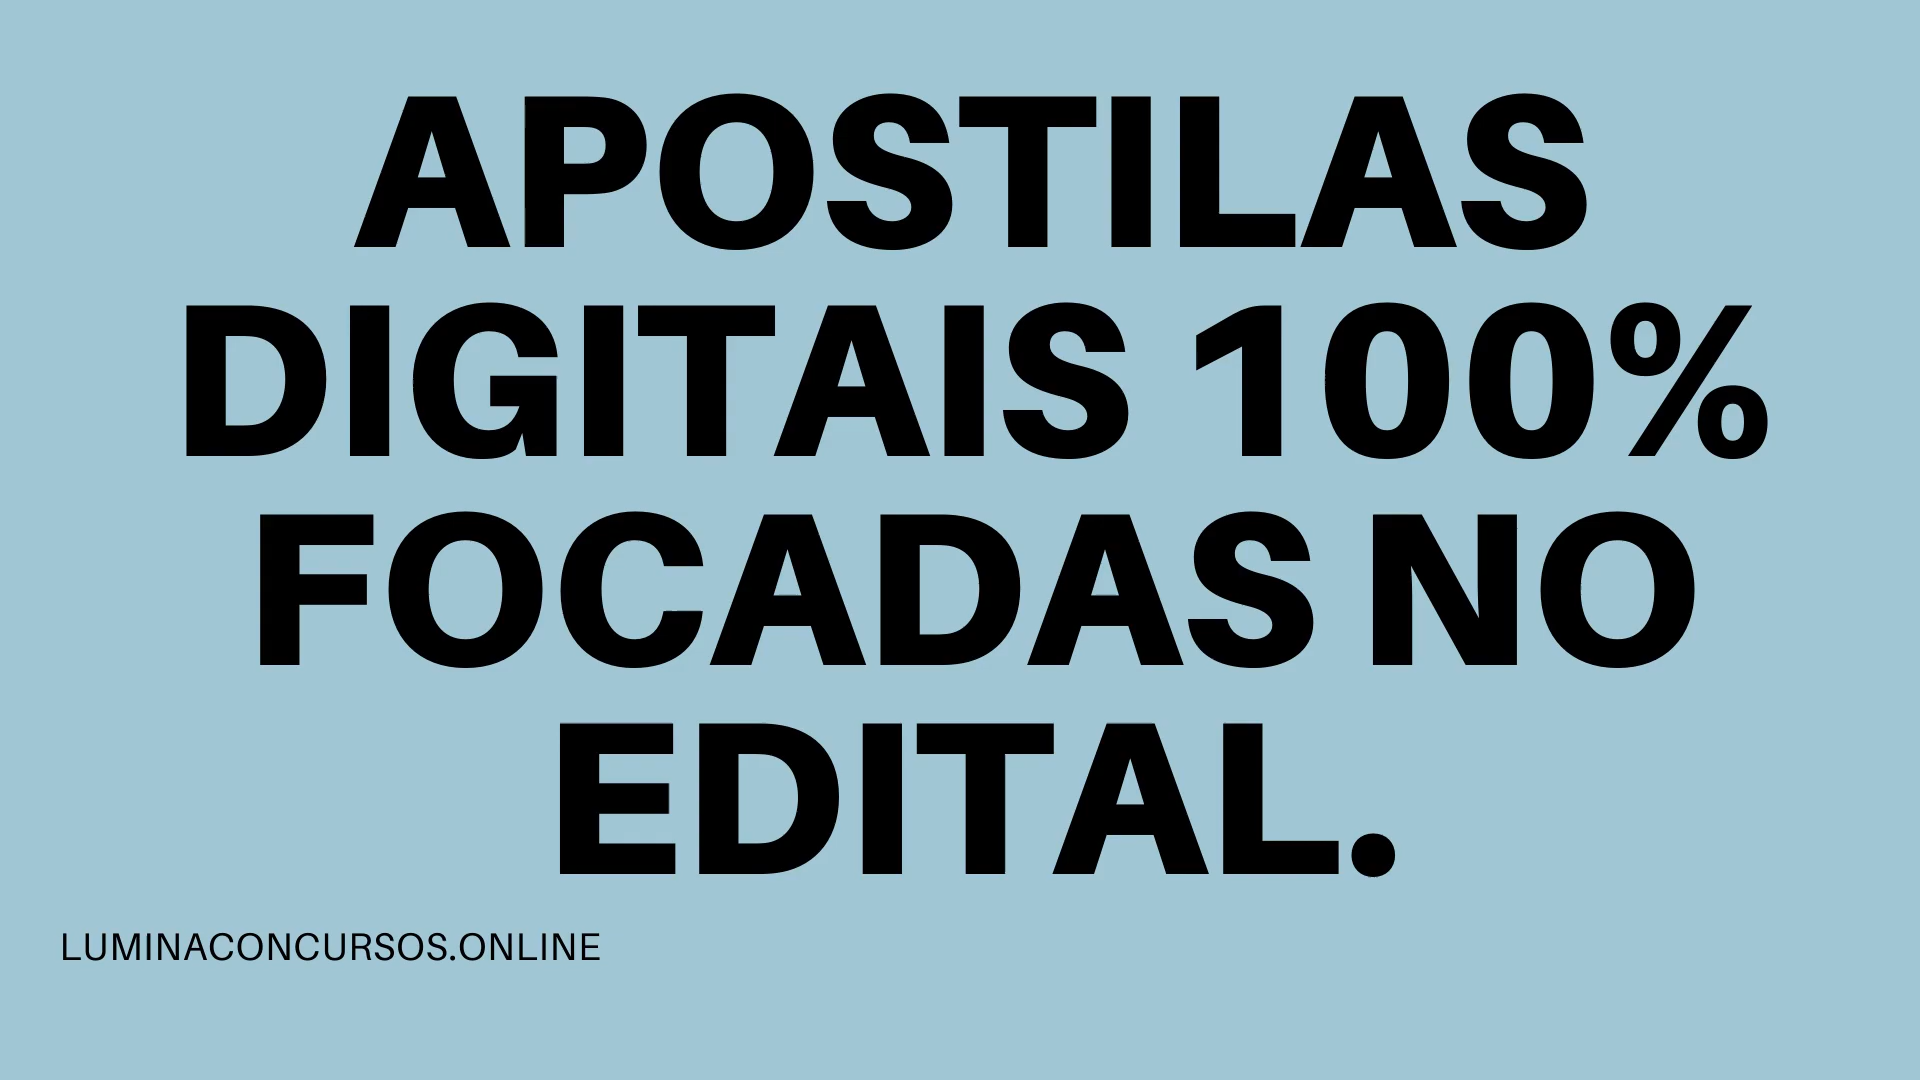 APOSTILAS
DIGITAIS 100%
FOCADAS NO
EDITAL.
LUMINACONCURSOS.ONLINE